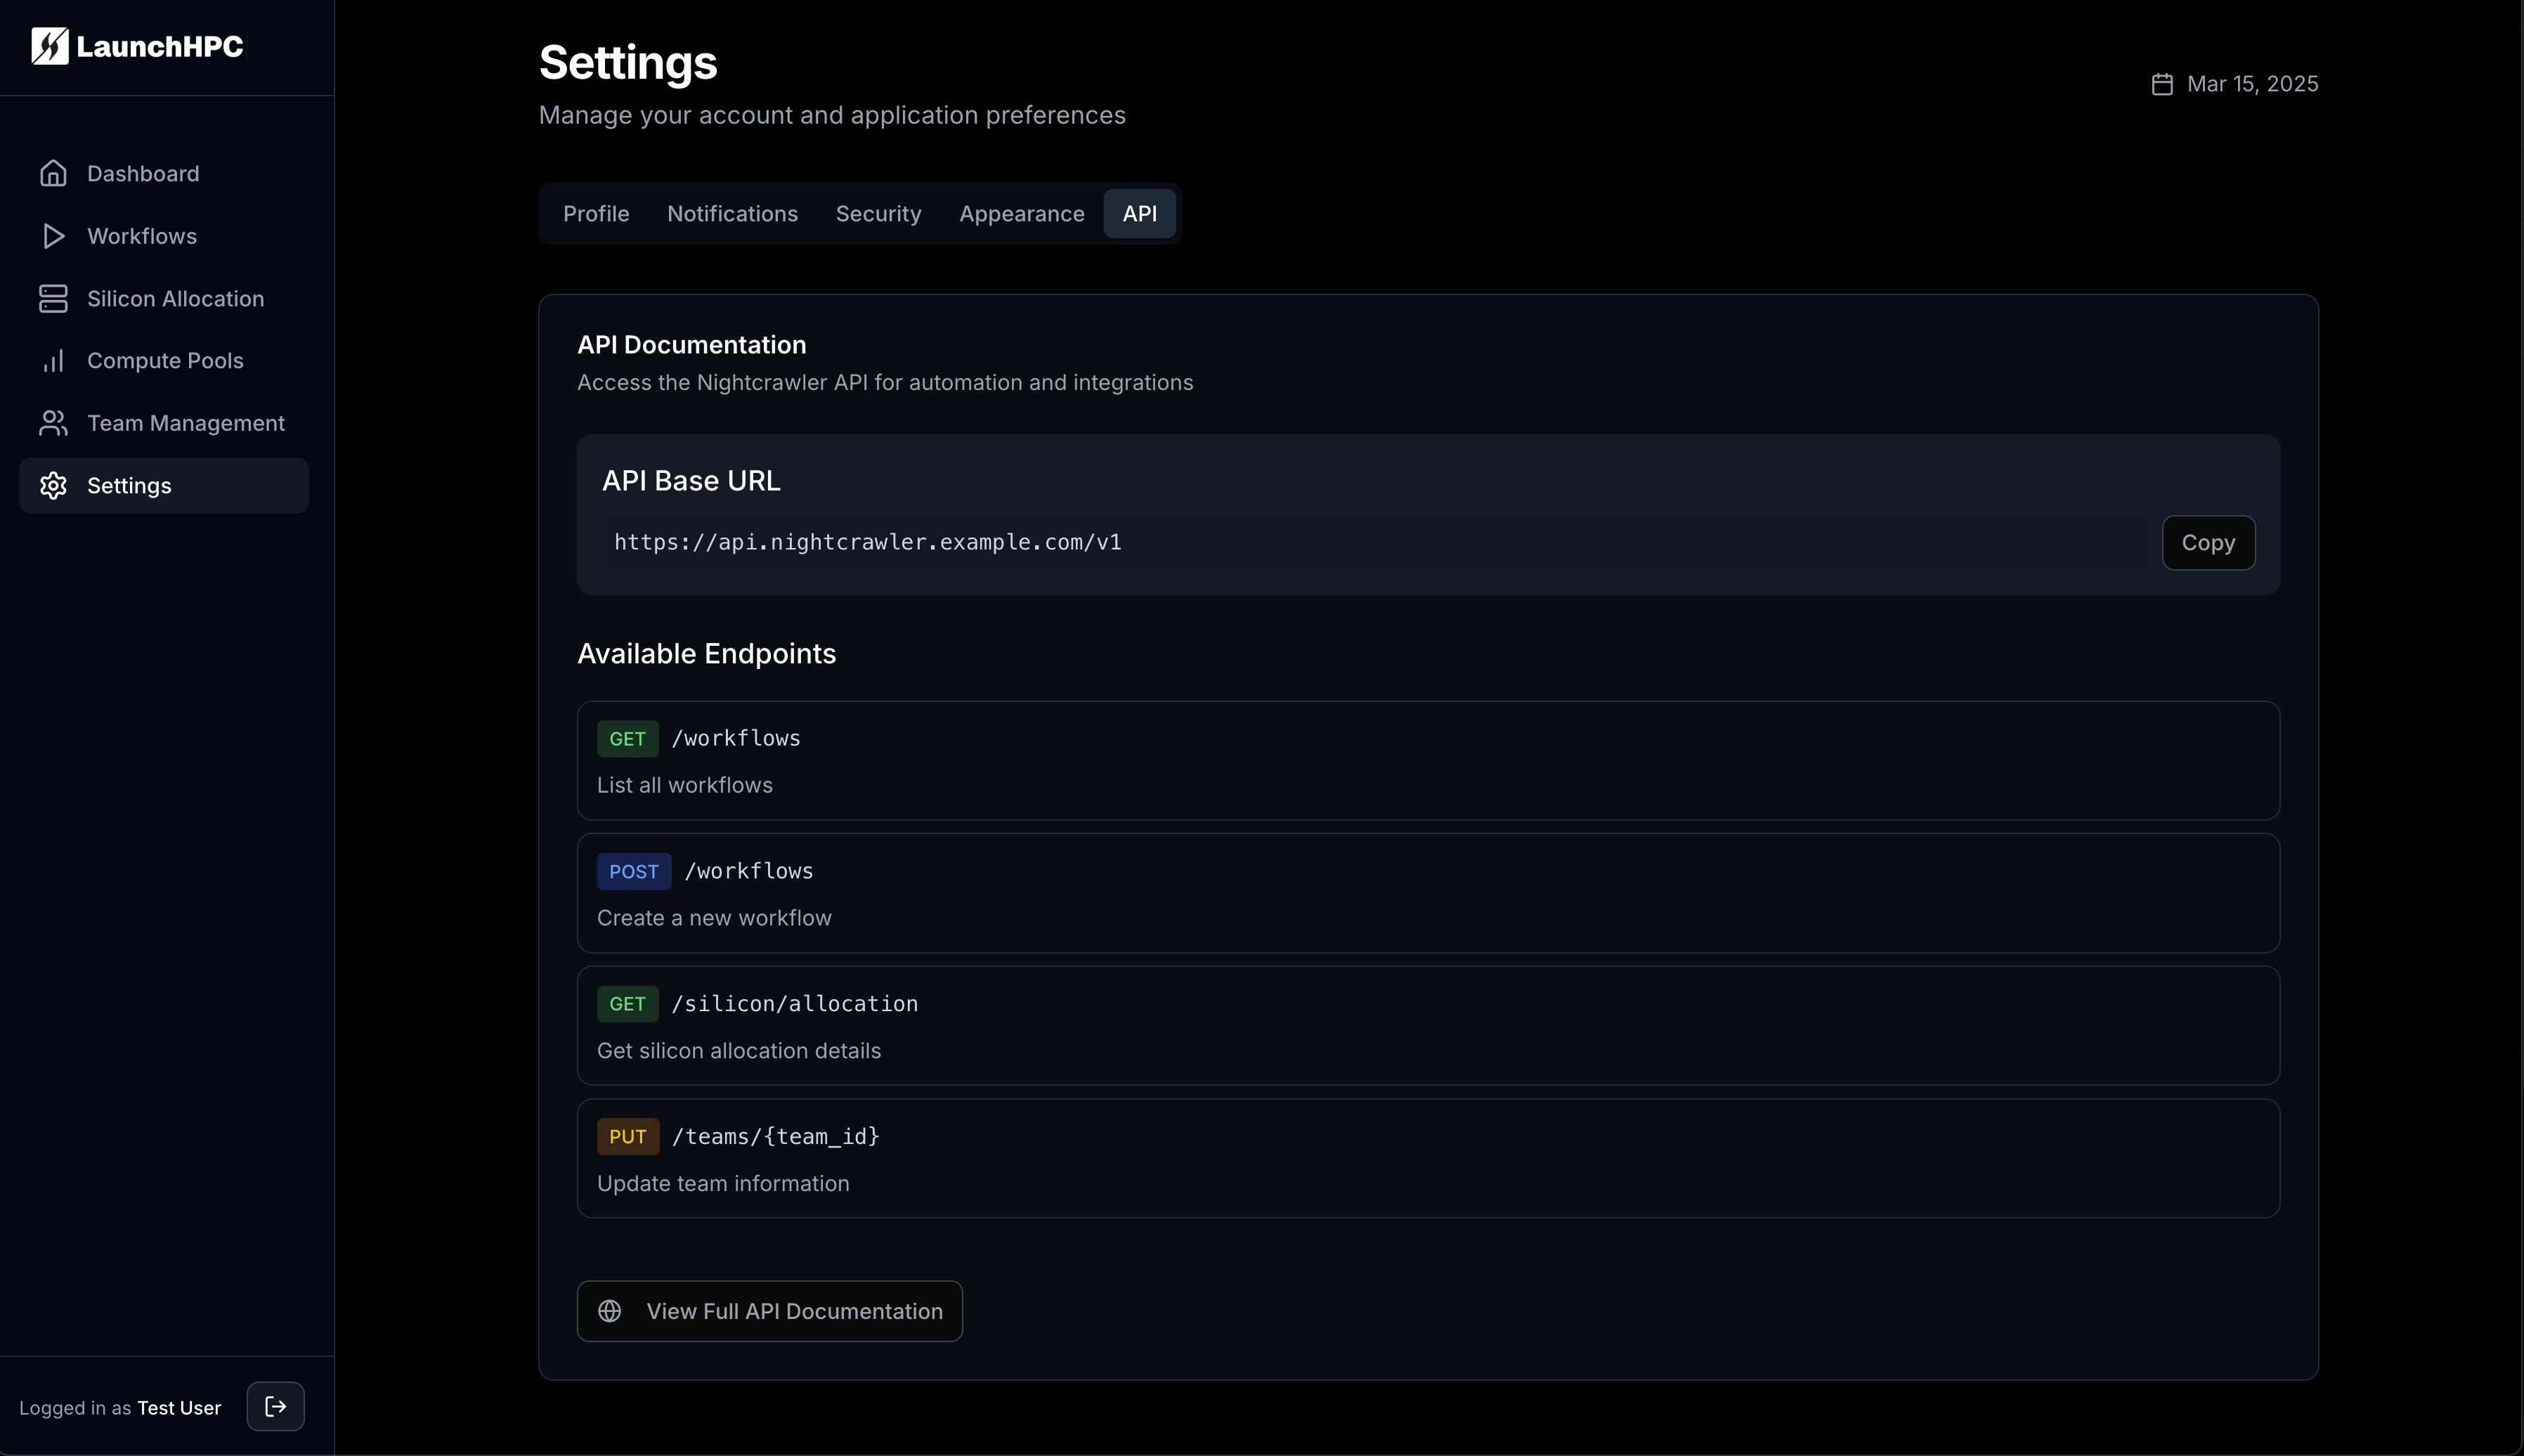 LaunchHPC
Dashboard
Workflows
Silicon Allocation
Compute Pools
Team Management
Settings
Logged in as Test User
Settings
Manage your account and application preferences
Mar 15, 2025
Profile Notifications Security Appearance API
API Documentation
Access the Nightcrawler API for automation and integrations
API Base URL
https://api.nightcrawler.example.com/v1 Copy
Available Endpoints
GET /workflows
List all workflows
POST /workflows
Create a new workflow
GET /silicon/allocation
Get silicon allocation details
PUT /teams/{team_id}
Update team information
View Full API Documentation